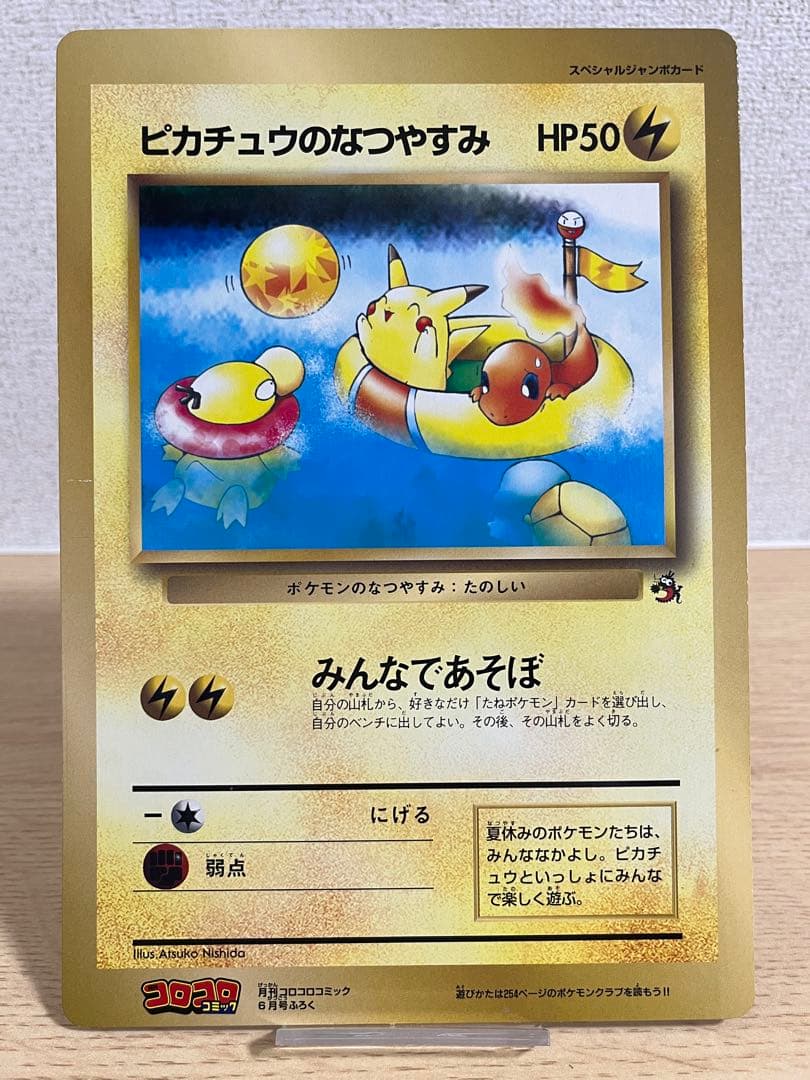 スペシャルジャンボカード
ピカチュウのなつやすみ HP50
ポケモンのなつやすみ：たのしい
みんなであそぼ
自分の山札から、好きなだけ「たねポケモン」カードを選び出し、
自分のベンチに出してよい。その後、その山札をよく切る。
− にげる
弱点
夏休みのポケモンたちは、
みんななかよし。ピカチ
ュウといっしょにみんな
で楽しく遊ぶ。
Illus.Atsuko Nishida
コロコロ
コミック
月刊コロコロコミック
6月号ふろく
遊びかたは254ページのポケモンクラブを読もう!!